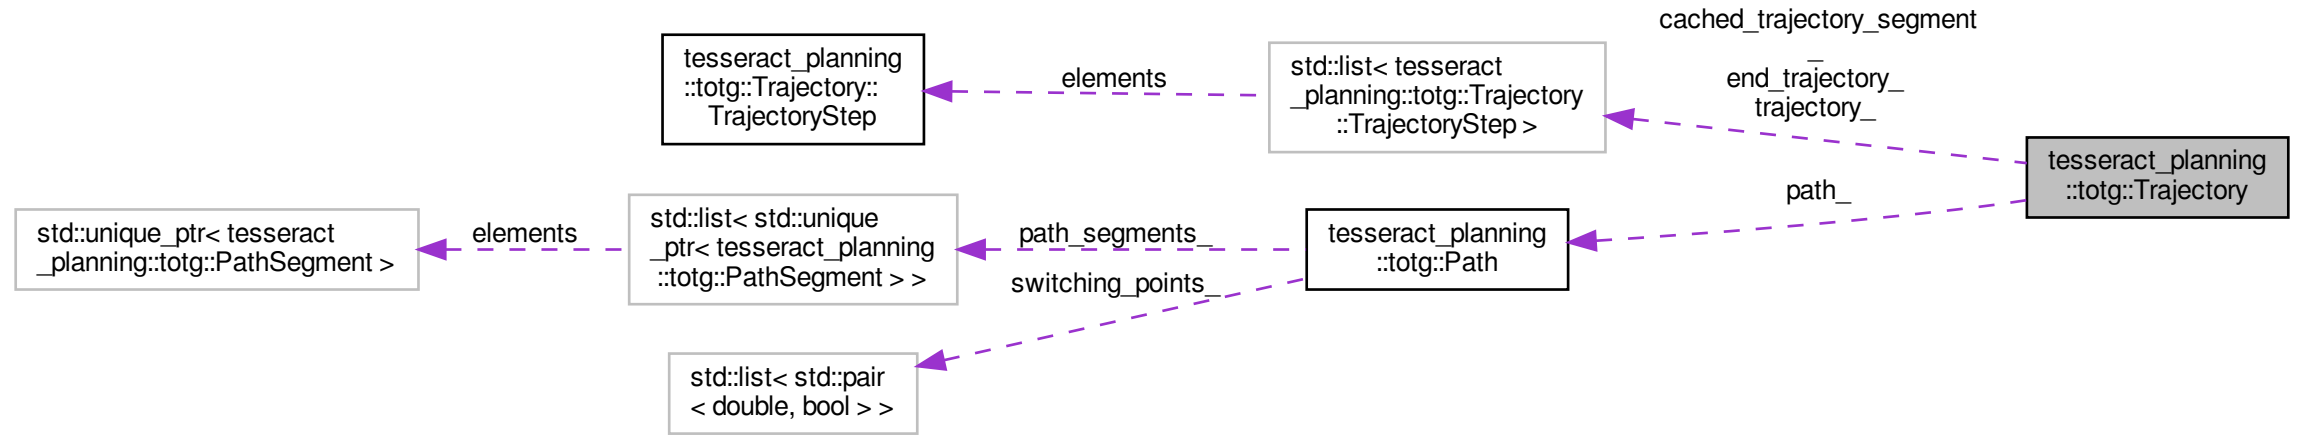 cached_trajectory_segment
_
end_trajectory_
trajectory_
tesseract_planning
::totg::Trajectory::
TrajectoryStep
elements
std::list< tesseract
_planning::totg::Trajectory
::TrajectoryStep >
tesseract_planning
::totg::Trajectory
path_
std::unique_ptr< tesseract
_planning::totg::PathSegment >
elements
std::list< std::unique
_ptr< tesseract_planning
::totg::PathSegment > >
path_segments_
switching_points_
tesseract_planning
::totg::Path
std::list< std::pair
< double, bool > >